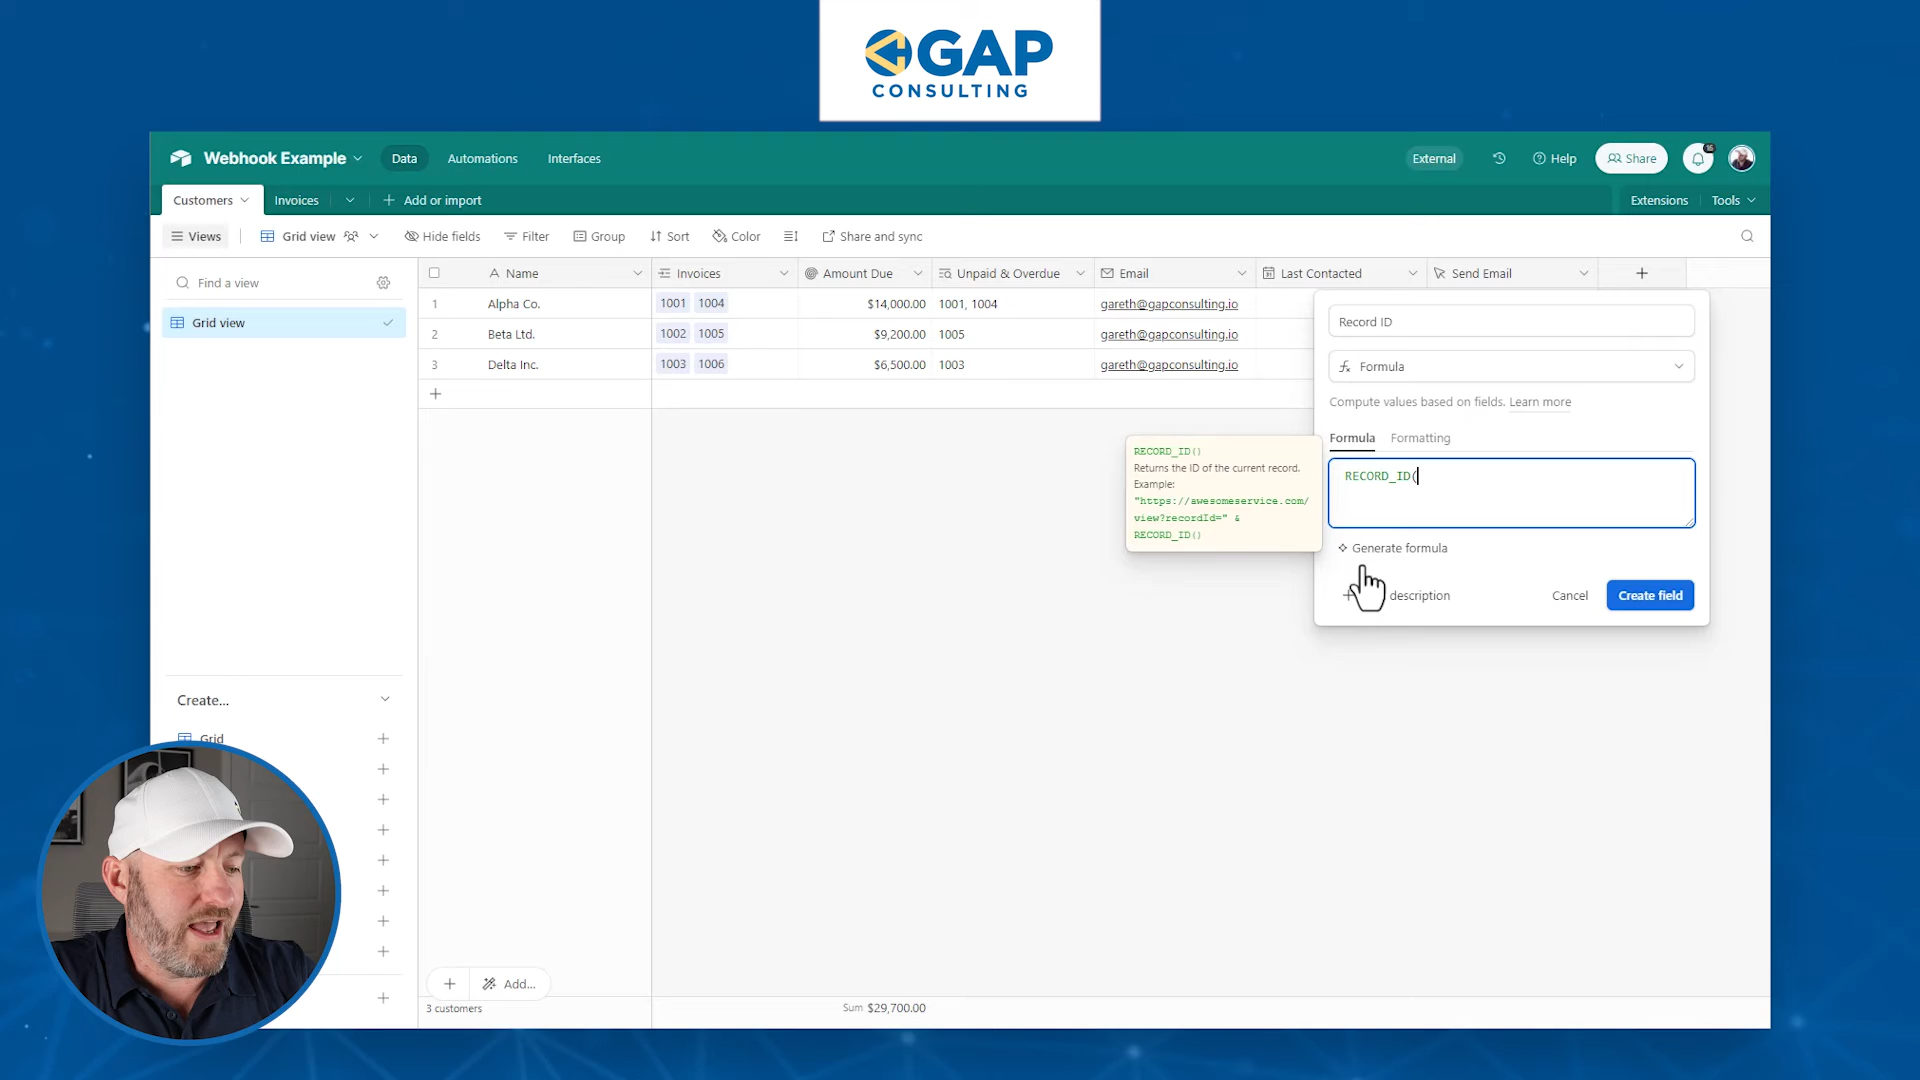 GAP
CONSULTING
Webhook Example
Data
Automations
Interfaces
External
Help
Share
16
Customers
Invoices
Add or import
Extensions
Tools
Views
Grid view
Hide fields
Filter
Group
Sort
Color
Share and sync
Find a view
Grid view
Name
Invoices
Amount Due
Unpaid & Overdue
Email
Last Contacted
Send Email
1 Alpha Co. 1001 1004 $14,000.00 1001, 1004 gareth@gapconsulting.io
2 Beta Ltd. 1002 1005 $9,200.00 1005 gareth@gapconsulting.io
3 Delta Inc. 1003 1006 $6,500.00 1003 gareth@gapconsulting.io
Record ID
Formula
Compute values based on fields. Learn more
Formula Formatting
RECORD_ID(
RECORD_ID()
Returns the ID of the current record.
Example:
"https://awesomeservice.com/
view?recordId=" &
RECORD_ID()
Generate formula
description
Cancel
Create field
Create...
Grid
Add...
3 customers
Sum $29,700.00